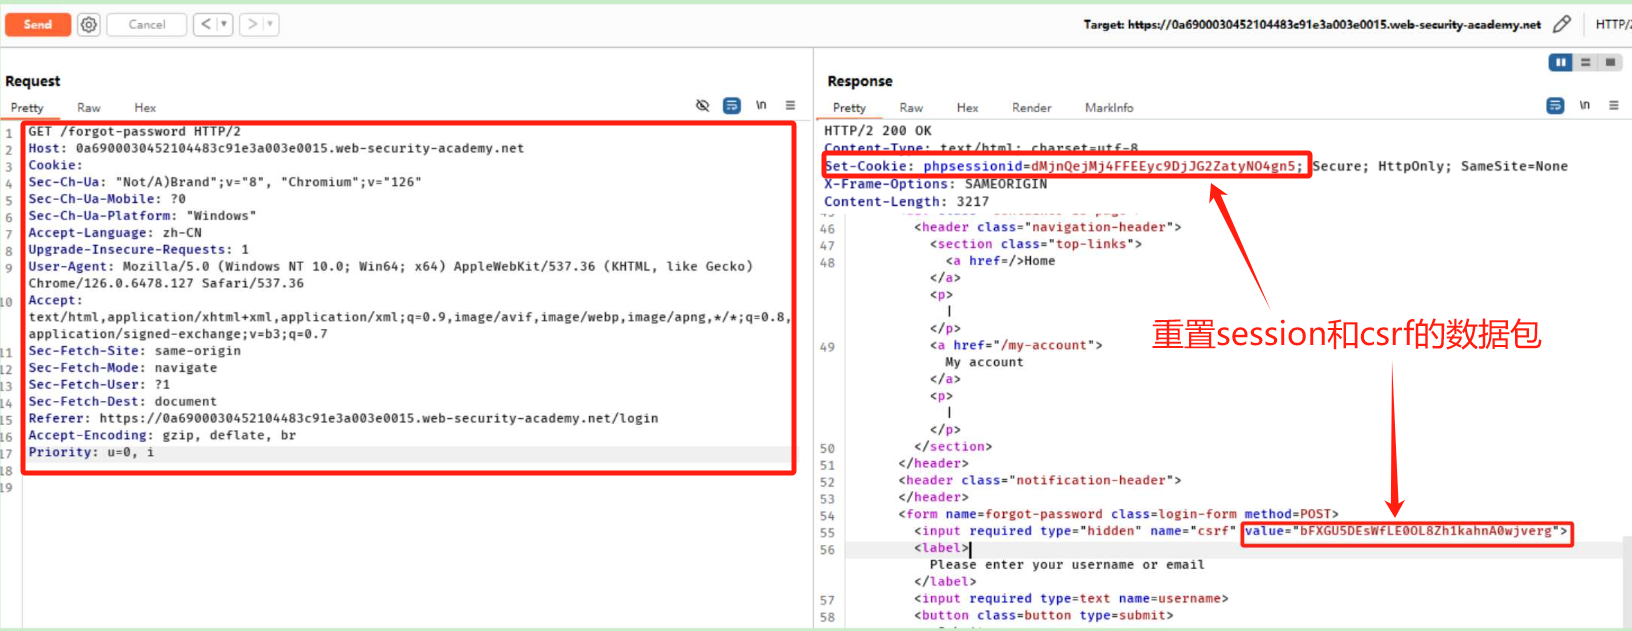 Send
Cancel
<
>
Target: https://0a6900030452104483c91e3a003e0015.web-security-academy.net
HTTP/2
Request
Pretty Raw Hex
\n
1 GET /forgot-password HTTP/2
2 Host: 0a6900030452104483c91e3a003e0015.web-security-academy.net
3 Cookie:
4 Sec-Ch-Ua: "Not/A)Brand";v="8", "Chromium";v="126"
5 Sec-Ch-Ua-Mobile: ?0
6 Sec-Ch-Ua-Platform: "Windows"
7 Accept-Language: zh-CN
8 Upgrade-Insecure-Requests: 1
9 User-Agent: Mozilla/5.0 (Windows NT 10.0; Win64; x64) AppleWebKit/537.36 (KHTML, like Gecko)
Chrome/126.0.6478.127 Safari/537.36
10 Accept:
text/html,application/xhtml+xml,application/xml;q=0.9,image/avif,image/webp,image/apng,*/*;q=0.8,
application/signed-exchange;v=b3;q=0.7
11 Sec-Fetch-Site: same-origin
12 Sec-Fetch-Mode: navigate
13 Sec-Fetch-User: ?1
14 Sec-Fetch-Dest: document
15 Referer: https://0a6900030452104483c91e3a003e0015.web-security-academy.net/login
16 Accept-Encoding: gzip, deflate, br
17 Priority: u=0, i
18
19
Response
Pretty Raw Hex Render MarkInfo
\n
HTTP/2 200 OK
Content-Type: text/html; charset=utf-8
Set-Cookie: phpsessionid=dMjnQejMj4FFEEyc9DjJG2ZatyNO4gn5; Secure; HttpOnly; SameSite=None
X-Frame-Options: SAMEORIGIN
Content-Length: 3217
46 <header class="navigation-header">
47 <section class="top-links">
48 <a href=/>Home
</a>
<p>
|
</p>
49 <a href="/my-account">
My account
</a>
<p>
|
</p>
50 </section>
51 </header>
52 <header class="notification-header">
53 </header>
54 <form name=forgot-password class=login-form method=POST>
55 <input required type="hidden" name="csrf" value="bFXGU5DEsWfLE0OL8Zh1kahnA0wjverg">
56 <label>
Please enter your username or email
</label>
57 <input required type=text name=username>
58 <button class=button type=submit>
重置session和csrf的数据包